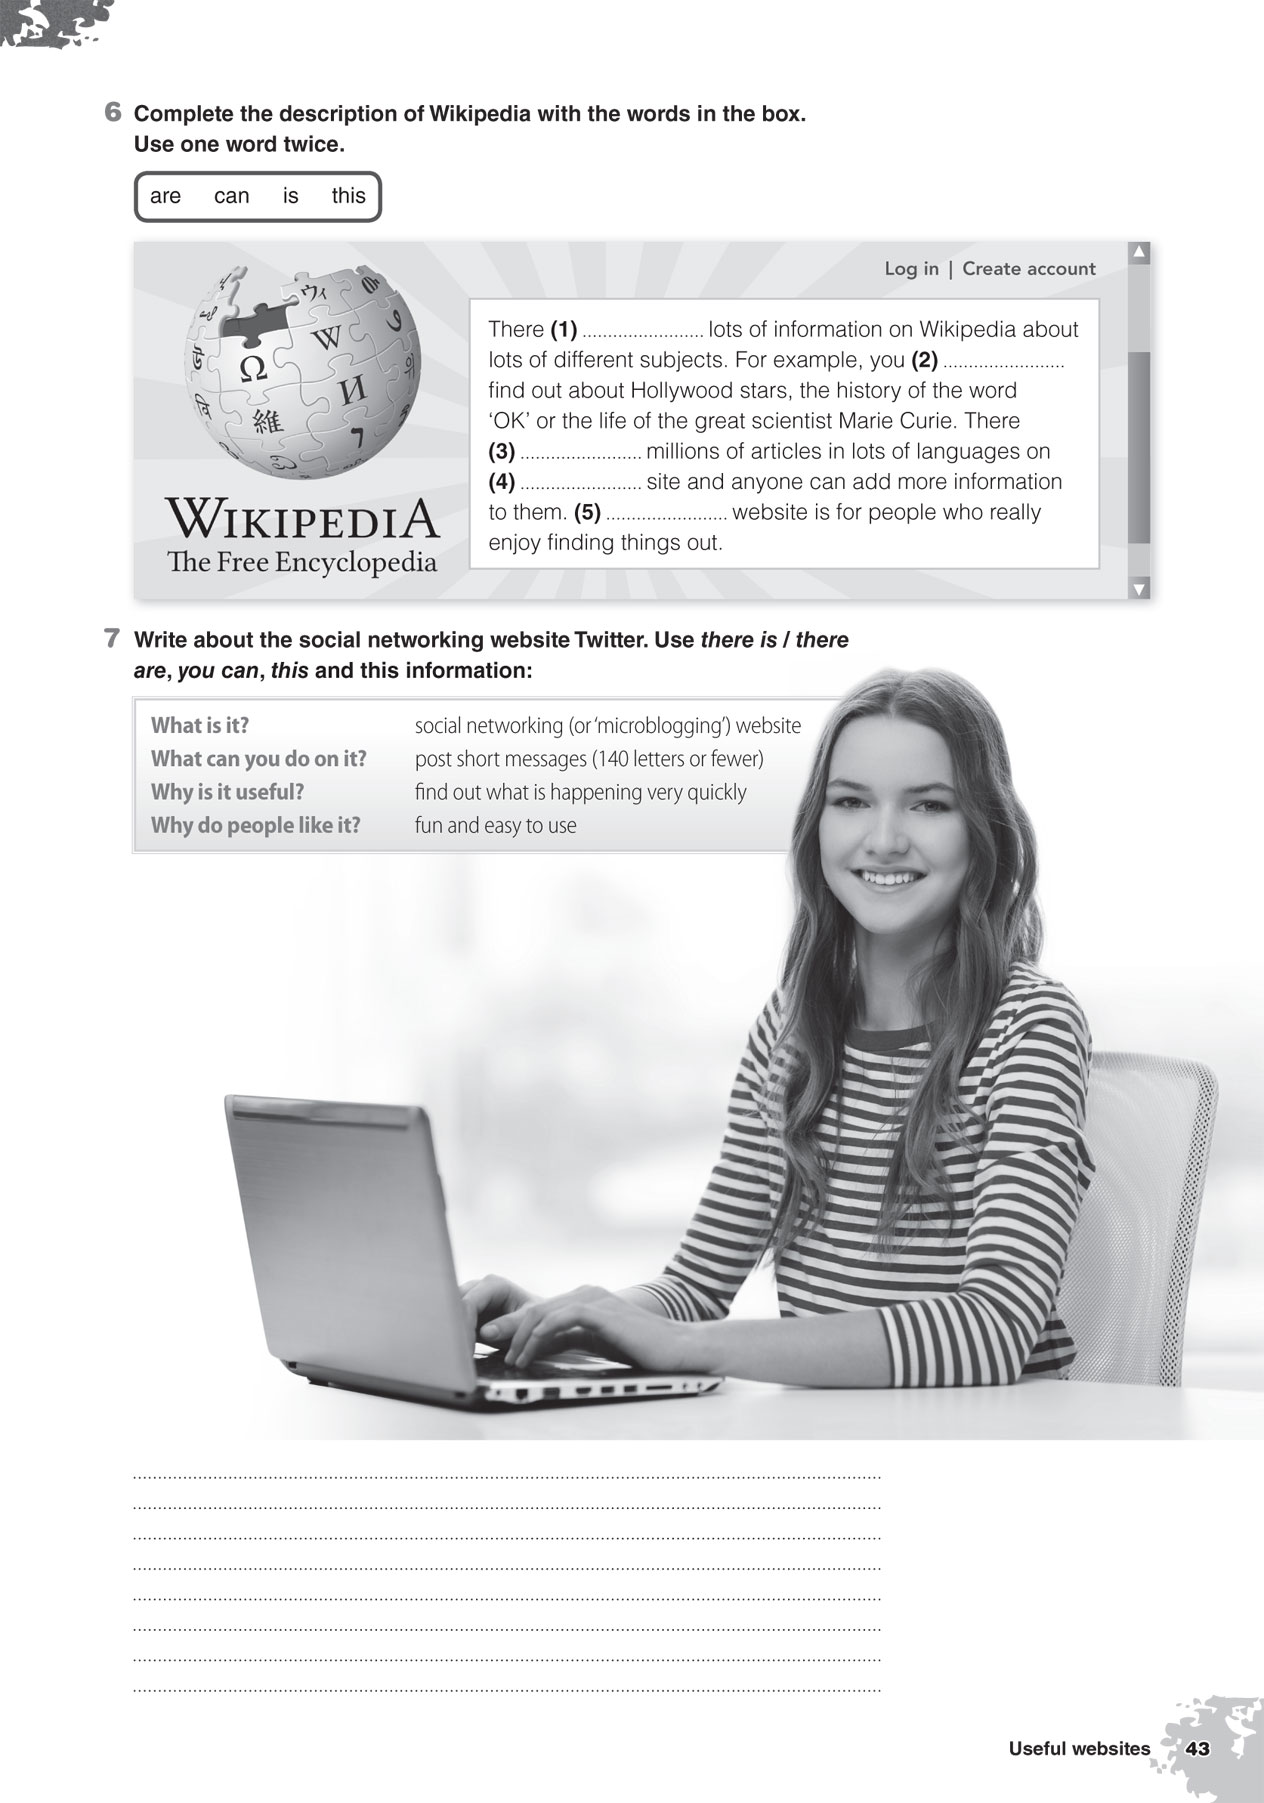 6 Complete the description of Wikipedia with the words in the box.
Use one word twice.
are can is this
Log in | Create account
ウィ
W
Ω
И
維
WIKIPEDIA
The Free Encyclopedia
There (1) ........................ lots of information on Wikipedia about
lots of different subjects. For example, you (2) ........................
find out about Hollywood stars, the history of the word
‘OK’ or the life of the great scientist Marie Curie. There
(3) ........................ millions of articles in lots of languages on
(4) ........................ site and anyone can add more information
to them. (5) ........................ website is for people who really
enjoy finding things out.
7 Write about the social networking website Twitter. Use there is / there
are, you can, this and this information:
What is it? social networking (or ‘microblogging’) website
What can you do on it? post short messages (140 letters or fewer)
Why is it useful? find out what is happening very quickly
Why do people like it? fun and easy to use
Useful websites 43